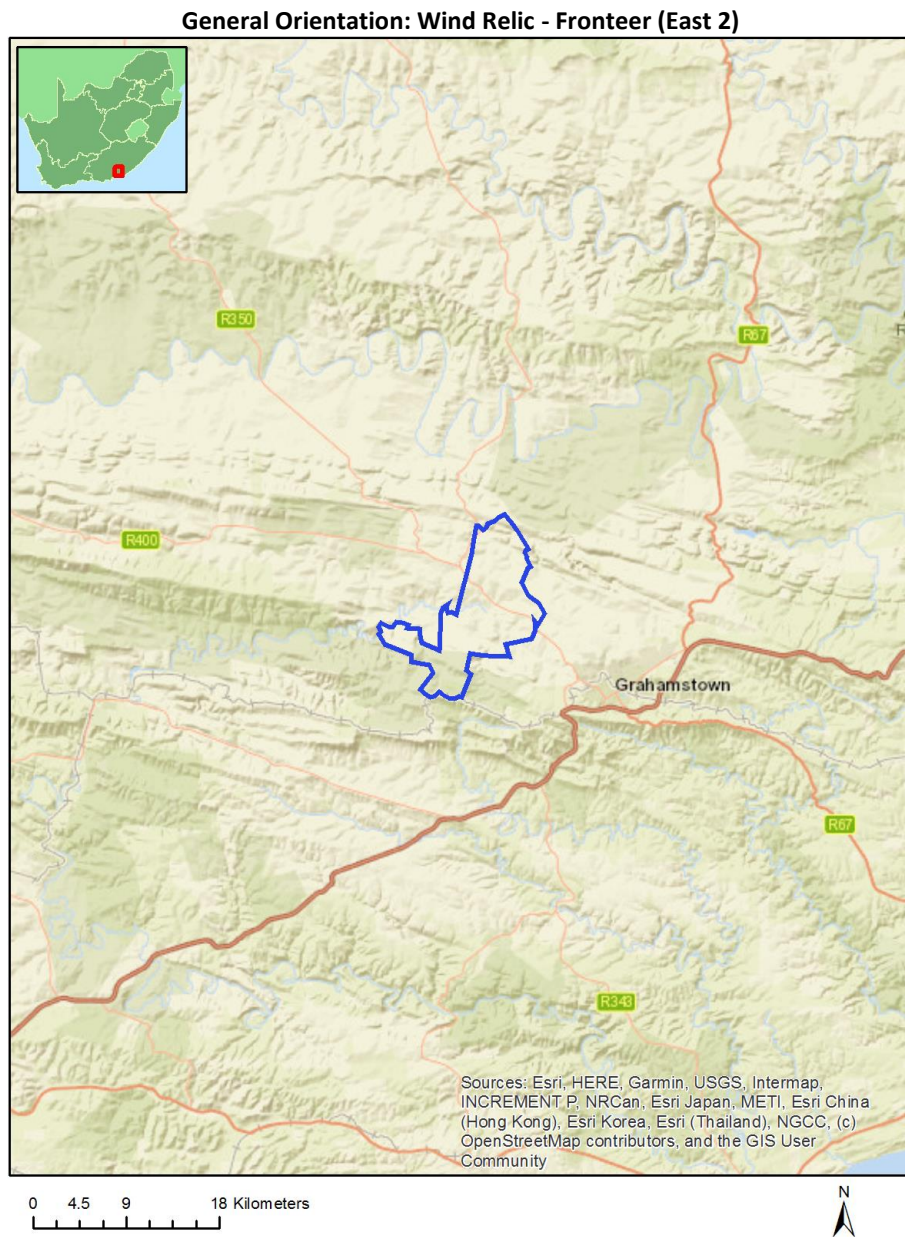 General Orientation: Wind Relic - Fronteer (East 2)
R350
R67
R400
Grahamstown
R67
R343
Sources: Esri, HERE, Garmin, USGS, Intermap,
INCREMENT P, NRCan, Esri Japan, METI, Esri China
(Hong Kong), Esri Korea, Esri (Thailand), NGCC, (c)
OpenStreetMap contributors, and the GIS User
Community
0 4.5 9 18 Kilometers
N